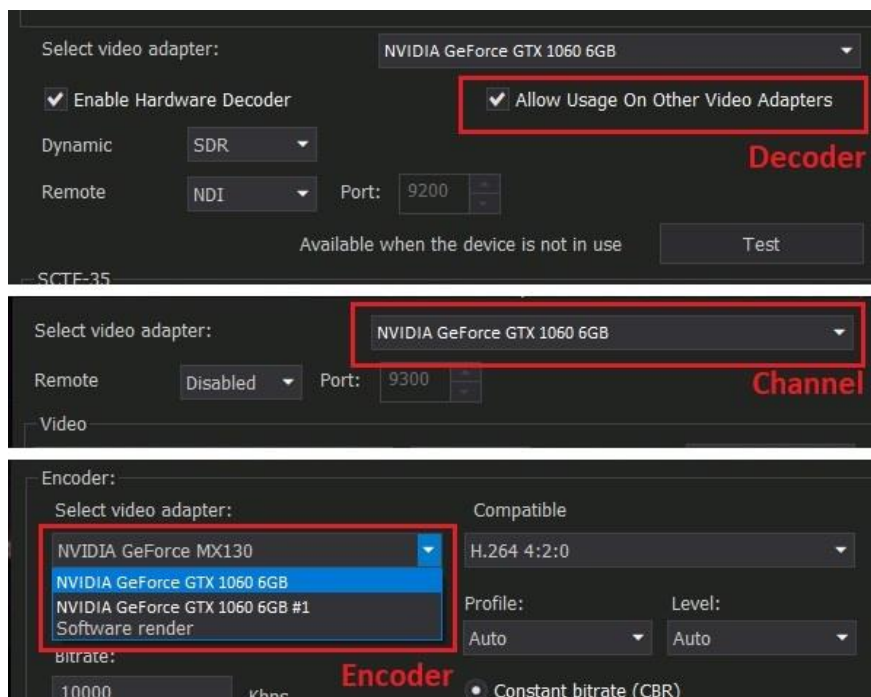 Select video adapter: NVIDIA GeForce GTX 1060 6GB
Enable Hardware Decoder Allow Usage On Other Video Adapters
Dynamic SDR Decoder
Remote NDI Port: 9200
Available when the device is not in use Test
SCTE-35
Select video adapter: NVIDIA GeForce GTX 1060 6GB
Remote Disabled Port: 9300 Channel
Video
Encoder:
Select video adapter: Compatible
NVIDIA GeForce MX130 H.264 4:2:0
NVIDIA GeForce GTX 1060 6GB
NVIDIA GeForce GTX 1060 6GB #1 Profile: Level:
Software render Auto Auto
Bitrate: Encoder
10000 Kbps Constant bitrate (CBR)